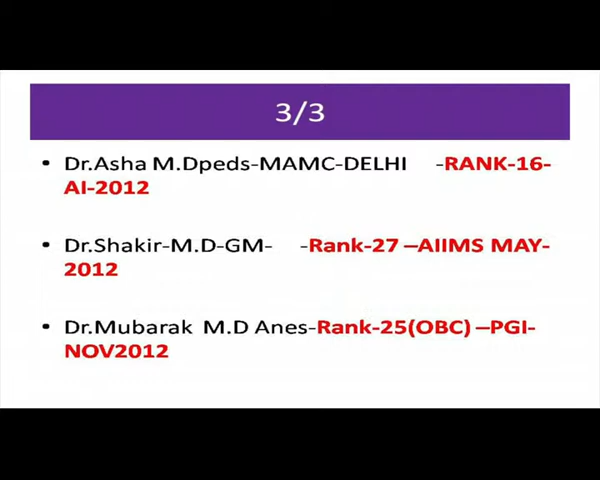 3/3
• Dr.Asha M.Dpeds-MAMC-DELHI -RANK-16-
AI-2012
• Dr.Shakir-M.D-GM- -Rank-27 –AIIMS MAY-
2012
• Dr.Mubarak M.D Anes-Rank-25(OBC) –PGI-
NOV2012